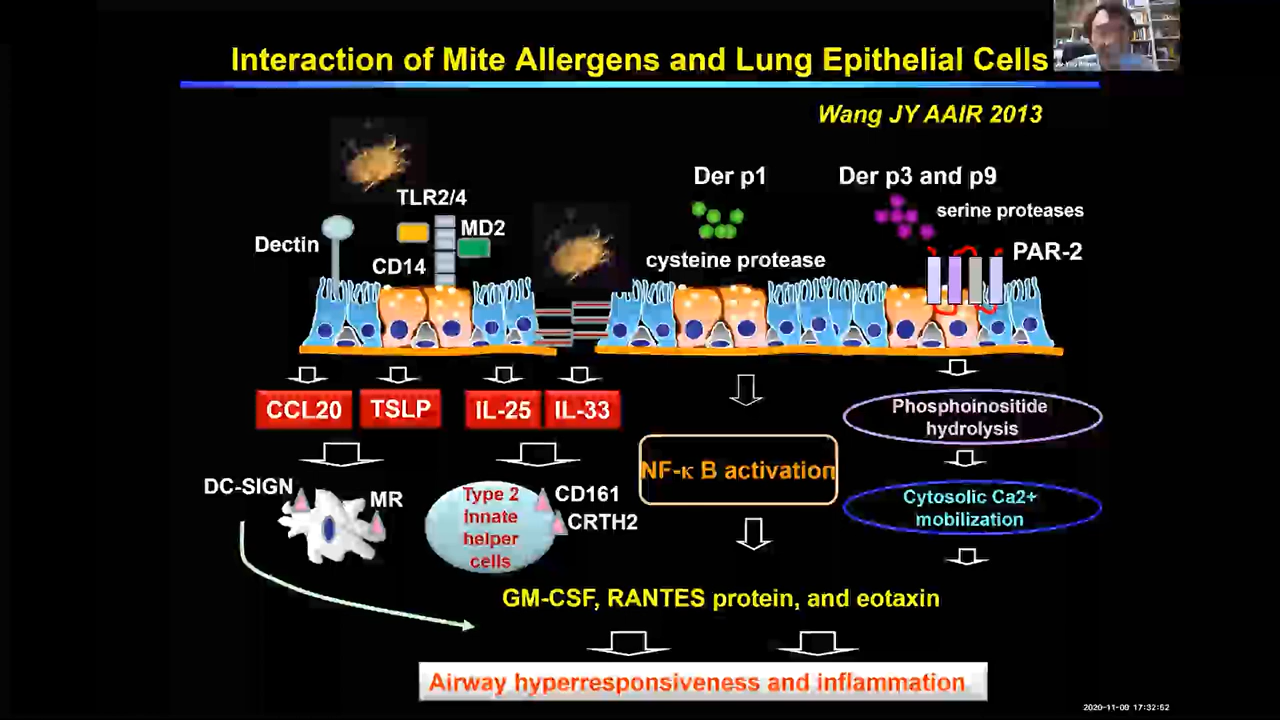 Interaction of Mite Allergens and Lung Epithelial Cells
Wang JY AAIR 2013
Der p1
Der p3 and p9
TLR2/4
serine proteases
MD2
Dectin
PAR-2
cysteine protease
CD14
CCL20
TSLP
IL-25
IL-33
Phosphoinositide
hydrolysis
NF-κ B activation
DC-SIGN
MR
Type 2
innate
helper
cells
CD161
CRTH2
Cytosolic Ca2+
mobilization
GM-CSF, RANTES protein, and eotaxin
Airway hyperresponsiveness and inflammation
2020-11-09 17:32:52